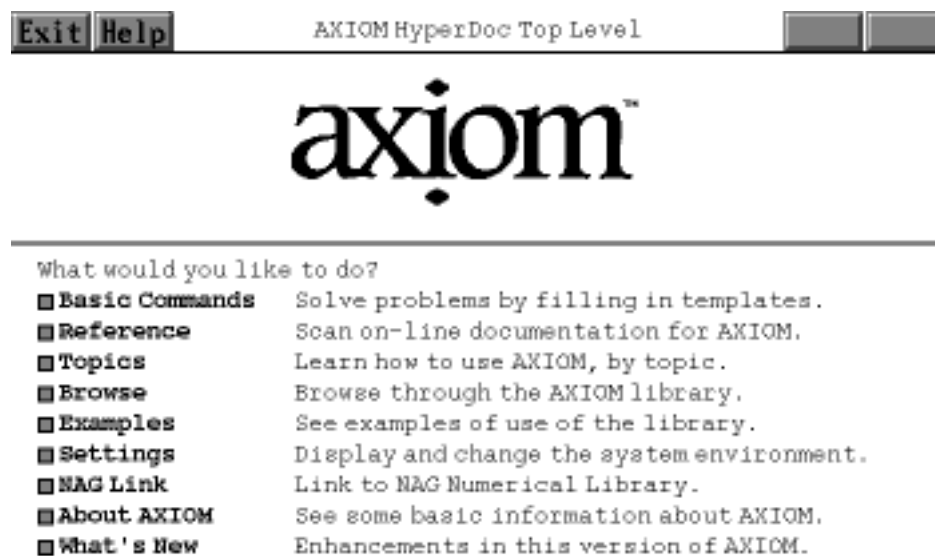 Exit Help AXIOM HyperDoc Top Level
axiom™
What would you like to do?
Basic Commands Solve problems by filling in templates.
Reference Scan on-line documentation for AXIOM.
Topics Learn how to use AXIOM, by topic.
Browse Browse through the AXIOM library.
Examples See examples of use of the library.
Settings Display and change the system environment.
NAG Link Link to NAG Numerical Library.
About AXIOM See some basic information about AXIOM.
What's New Enhancements in this version of AXIOM.